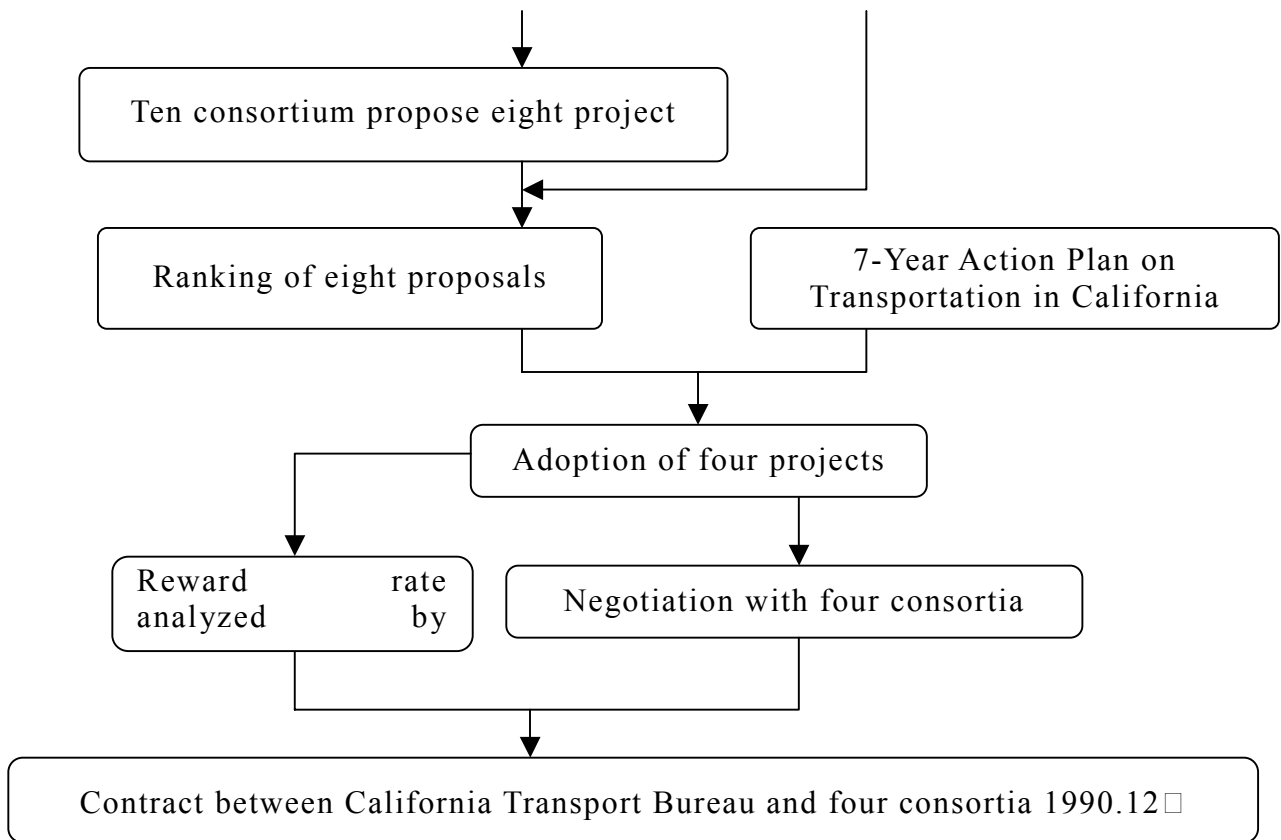 Ten consortium propose eight project
Ranking of eight proposals
7-Year Action Plan on
Transportation in California
Adoption of four projects
Reward rate
analyzed by
Negotiation with four consortia
Contract between California Transport Bureau and four consortia 1990.12□